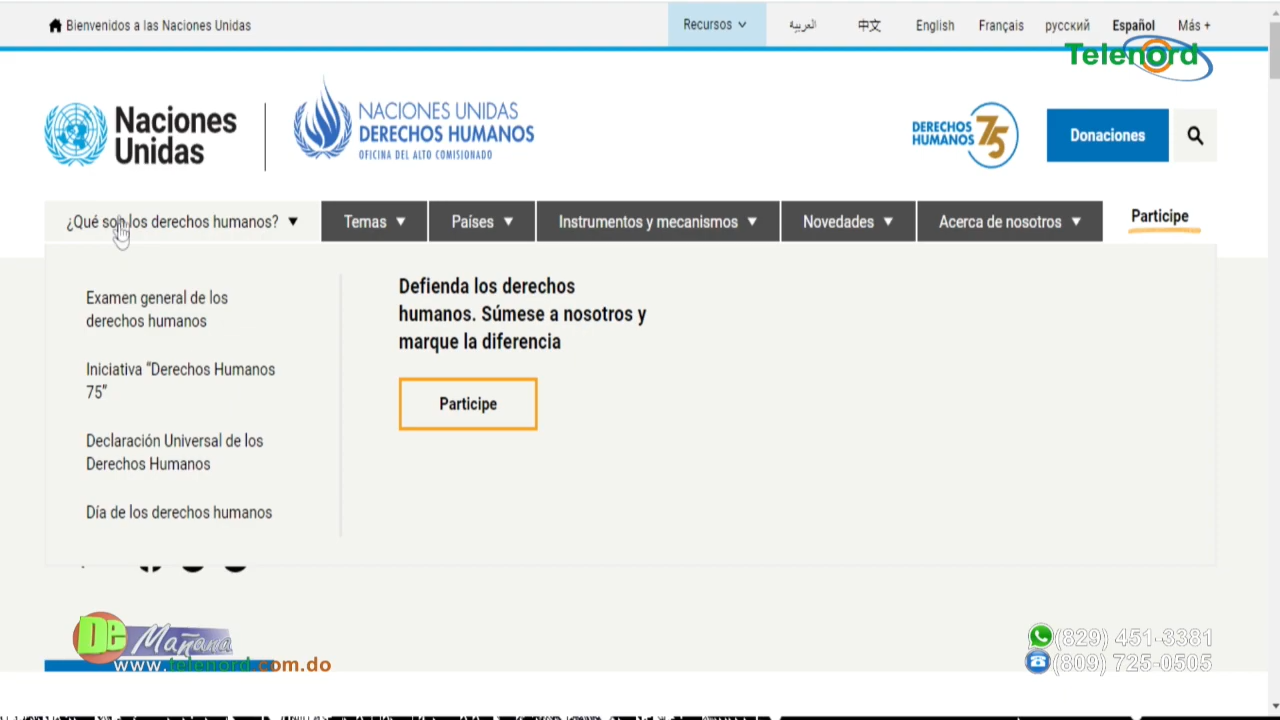 Bienvenidos a las Naciones Unidas
Recursos
العربية
中文
English
Français
русский
Español
Más +
Telenord
Naciones
Unidas
NACIONES UNIDAS
DERECHOS HUMANOS
OFICINA DEL ALTO COMISIONADO
DERECHOS
HUMANOS 75
Donaciones
¿Qué son los derechos humanos?
Temas
Países
Instrumentos y mecanismos
Novedades
Acerca de nosotros
Participe
Examen general de los
derechos humanos
Iniciativa “Derechos Humanos
75”
Declaración Universal de los
Derechos Humanos
Día de los derechos humanos
Defienda los derechos
humanos. Súmese a nosotros y
marque la diferencia
Participe
De Mañana
www.telenord.com.do
(829) 451-3381
(809) 725-0505